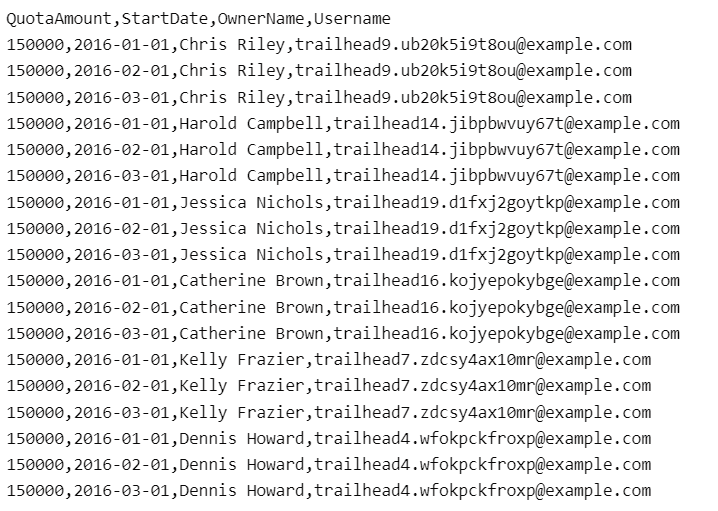 QuotaAmount,StartDate,OwnerName,Username
150000,2016-01-01,Chris Riley,trailhead9.ub20k5i9t8ou@example.com
150000,2016-02-01,Chris Riley,trailhead9.ub20k5i9t8ou@example.com
150000,2016-03-01,Chris Riley,trailhead9.ub20k5i9t8ou@example.com
150000,2016-01-01,Harold Campbell,trailhead14.jibpbwvuy67t@example.com
150000,2016-02-01,Harold Campbell,trailhead14.jibpbwvuy67t@example.com
150000,2016-03-01,Harold Campbell,trailhead14.jibpbwvuy67t@example.com
150000,2016-01-01,Jessica Nichols,trailhead19.d1fxj2goytkp@example.com
150000,2016-02-01,Jessica Nichols,trailhead19.d1fxj2goytkp@example.com
150000,2016-03-01,Jessica Nichols,trailhead19.d1fxj2goytkp@example.com
150000,2016-01-01,Catherine Brown,trailhead16.kojyepokybge@example.com
150000,2016-02-01,Catherine Brown,trailhead16.kojyepokybge@example.com
150000,2016-03-01,Catherine Brown,trailhead16.kojyepokybge@example.com
150000,2016-01-01,Kelly Frazier,trailhead7.zdcsy4ax10mr@example.com
150000,2016-02-01,Kelly Frazier,trailhead7.zdcsy4ax10mr@example.com
150000,2016-03-01,Kelly Frazier,trailhead7.zdcsy4ax10mr@example.com
150000,2016-01-01,Dennis Howard,trailhead4.wfokpckfroxp@example.com
150000,2016-02-01,Dennis Howard,trailhead4.wfokpckfroxp@example.com
150000,2016-03-01,Dennis Howard,trailhead4.wfokpckfroxp@example.com